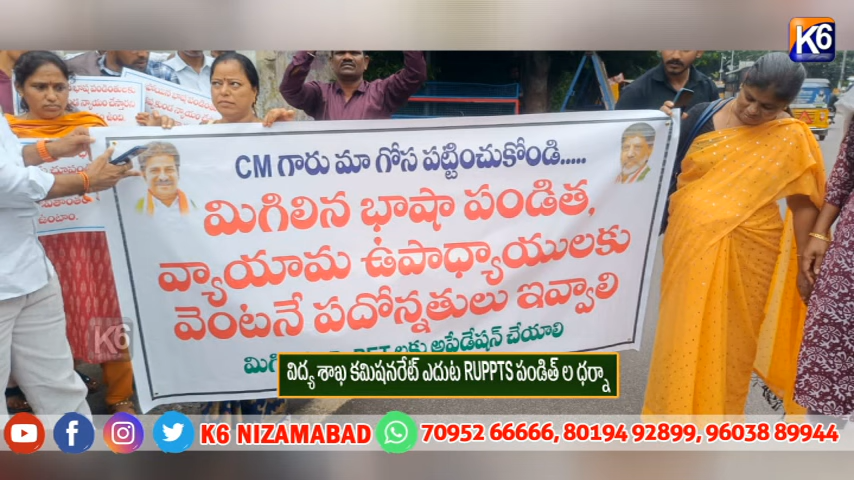 K6
CM గారు మా గోస పట్టించుకోండి.....
మిగిలిన భాషా పండిత,
వ్యాయామ ఉపాధ్యాయులకు
వెంటనే పదోన్నతులు ఇవ్వాలి
అపేడేషన్ చేయాలి
K6
విద్య శాఖ కమిషనరేట్ ఎదుట RUPPTS పండిత్ ల ధర్నా
K6 NIZAMABAD 70952 66666, 80194 92899, 96038 89944